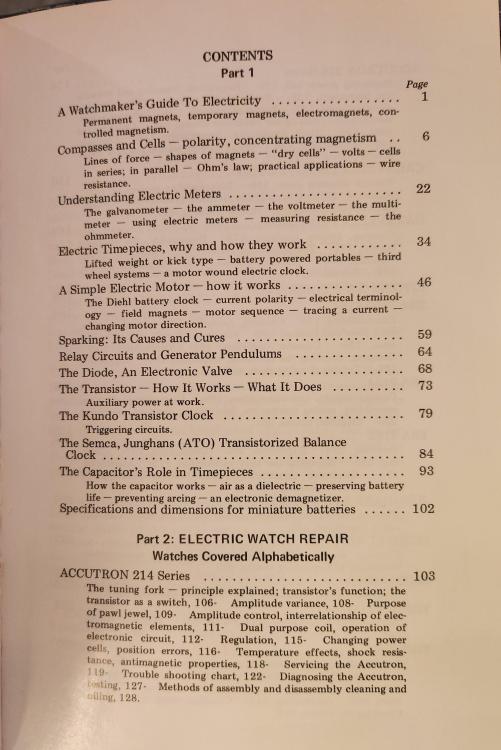 CONTENTS
Part 1
Page
A Watchmaker's Guide To Electricity .................. 1
Permanent magnets, temporary magnets, electromagnets, con-
trolled magnetism.
Compasses and Cells — polarity, concentrating magnetism .. 6
Lines of force — shapes of magnets — "dry cells" — volts — cells
in series; in parallel — Ohm's law; practical applications — wire
resistance.
Understanding Electric Meters ........................ 22
The galvanometer — the ammeter — the voltmeter — the multi-
meter — using electric meters — measuring resistance — the
ohmmeter.
Electric Timepieces, why and how they work ............ 34
Lifted weight or kick type — battery powered portables — third
wheel systems — a motor wound electric clock.
A Simple Electric Motor — how it works ................ 46
The Diehl battery clock — current polarity — electrical terminol-
ogy — field magnets — motor sequence — tracing a current —
changing motor direction.
Sparking: Its Causes and Cures ....................... 59
Relay Circuits and Generator Pendulums ............... 64
The Diode, An Electronic Valve ...................... 68
The Transistor — How It Works — What It Does .......... 73
Auxiliary power at work.
The Kundo Transistor Clock ......................... 79
Triggering circuits.
The Semca, Junghans (ATO) Transistorized Balance
Clock .......................................... 84
The Capacitor's Role in Timepieces .................... 93
How the capacitor works — air as a dielectric — preserving battery
life — preventing arcing — an electronic demagnetizer.
Specifications and dimensions for miniature batteries ...... 102
Part 2: ELECTRIC WATCH REPAIR
Watches Covered Alphabetically
ACCUTRON 214 Series ............................ 103
The tuning fork — principle explained; transistor's function; the
transistor as a switch, 106- Amplitude variance, 108- Purpose
of pawl jewel, 109- Amplitude control, interrelationship of elec-
tromagnetic elements, 111- Dual purpose coil, operation of
electronic circuit, 112- Regulation, 115- Changing power
cells, position errors, 116- Temperature effects, shock resis-
tance, antimagnetic properties, 118- Servicing the Accutron,
119- Trouble shooting chart, 122- Diagnosing the Accutron,
testing, 127- Methods of assembly and disassembly cleaning and
oiling, 128.